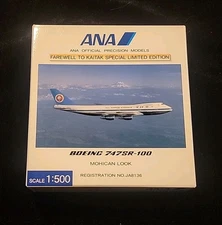 ANA
ANA OFFICIAL PRECISION MODELS
FAREWELL TO KAITAK SPECIAL LIMITED EDITION
BOEING 747SR-100
MOHICAN LOOK
SCALE 1:500
REGISTRATION NO.JA8136